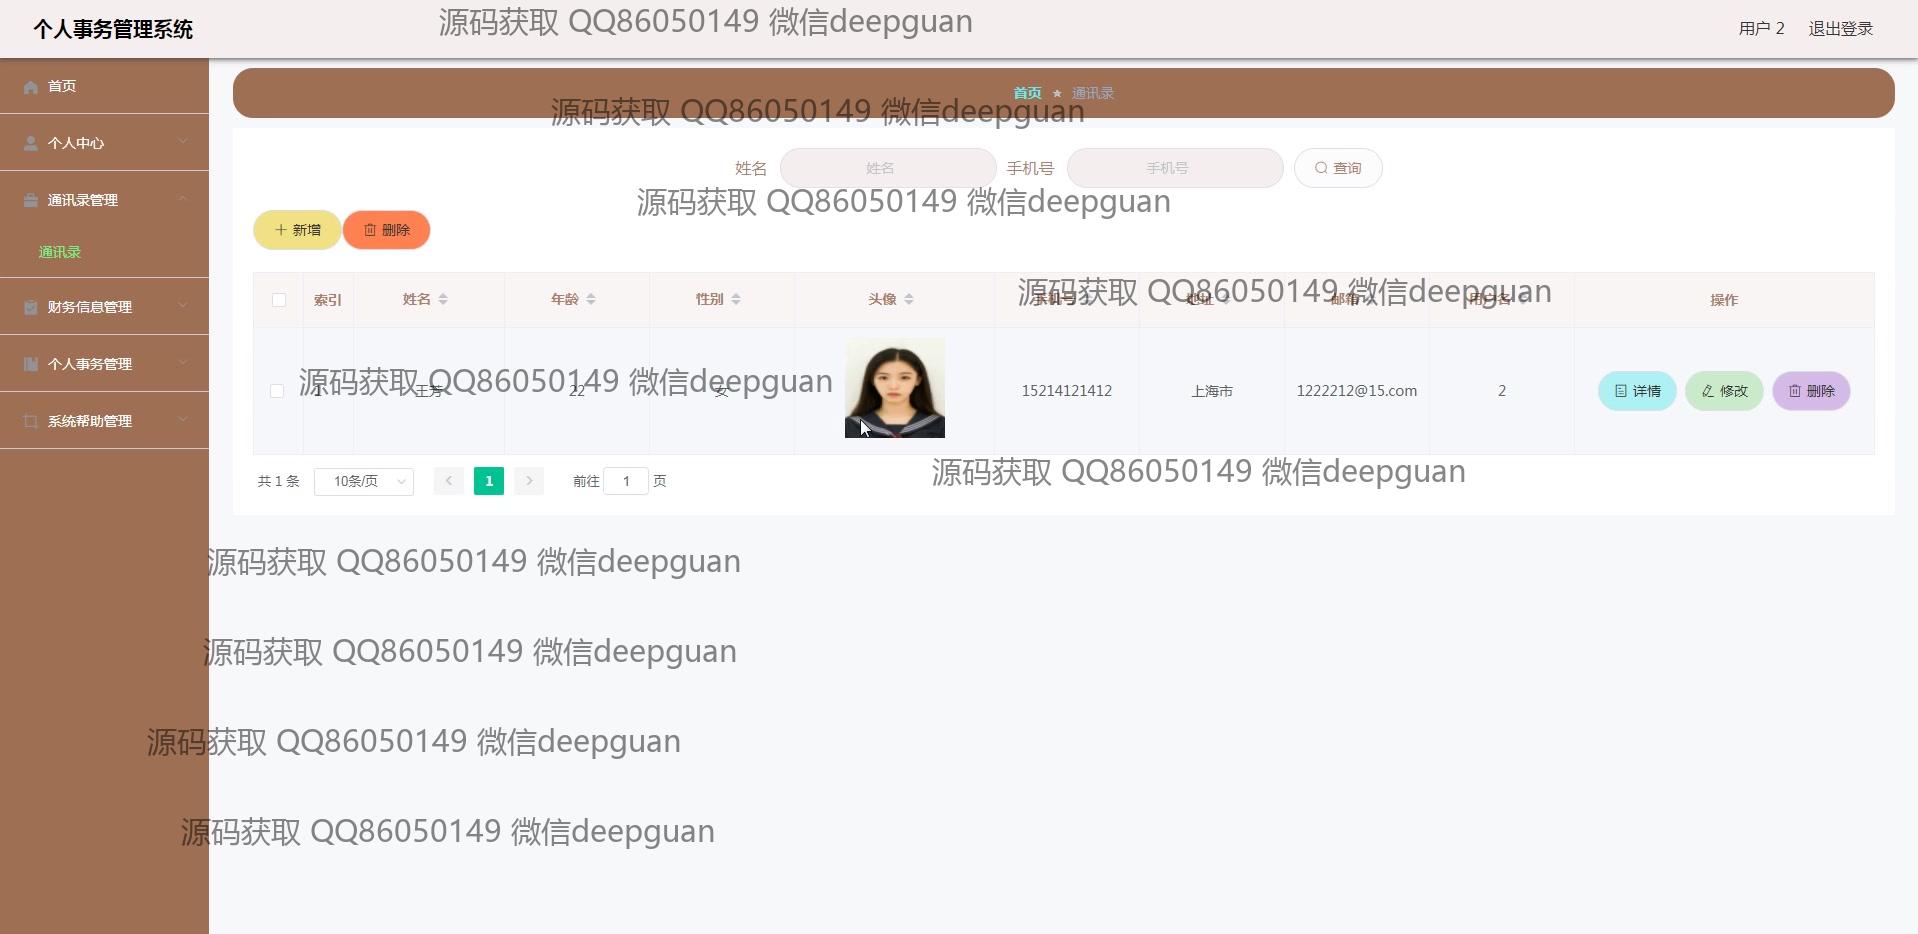 个人事务管理系统
源码获取 QQ86050149 微信deepguan
用户 2 退出登录
首页
个人中心
通讯录管理
通讯录
财务信息管理
个人事务管理
系统帮助管理
首页 ★ 通讯录
源码获取 QQ86050149 微信deepguan
姓名 姓名 手机号 手机号 查询
源码获取 QQ86050149 微信deepguan
新增 删除
源码获取 QQ86050149 微信deepguan
索引 姓名 年龄 性别 头像 手机号 地址 邮箱 用户名 操作
源码获取 QQ86050149 微信deepguan
1 王芳 22 女 15214121412 上海市 1222212@15.com 2 详情 修改 删除
源码获取 QQ86050149 微信deepguan
共 1 条 10条/页 1 前往 1 页
源码获取 QQ86050149 微信deepguan
源码获取 QQ86050149 微信deepguan
源码获取 QQ86050149 微信deepguan
源码获取 QQ86050149 微信deepguan